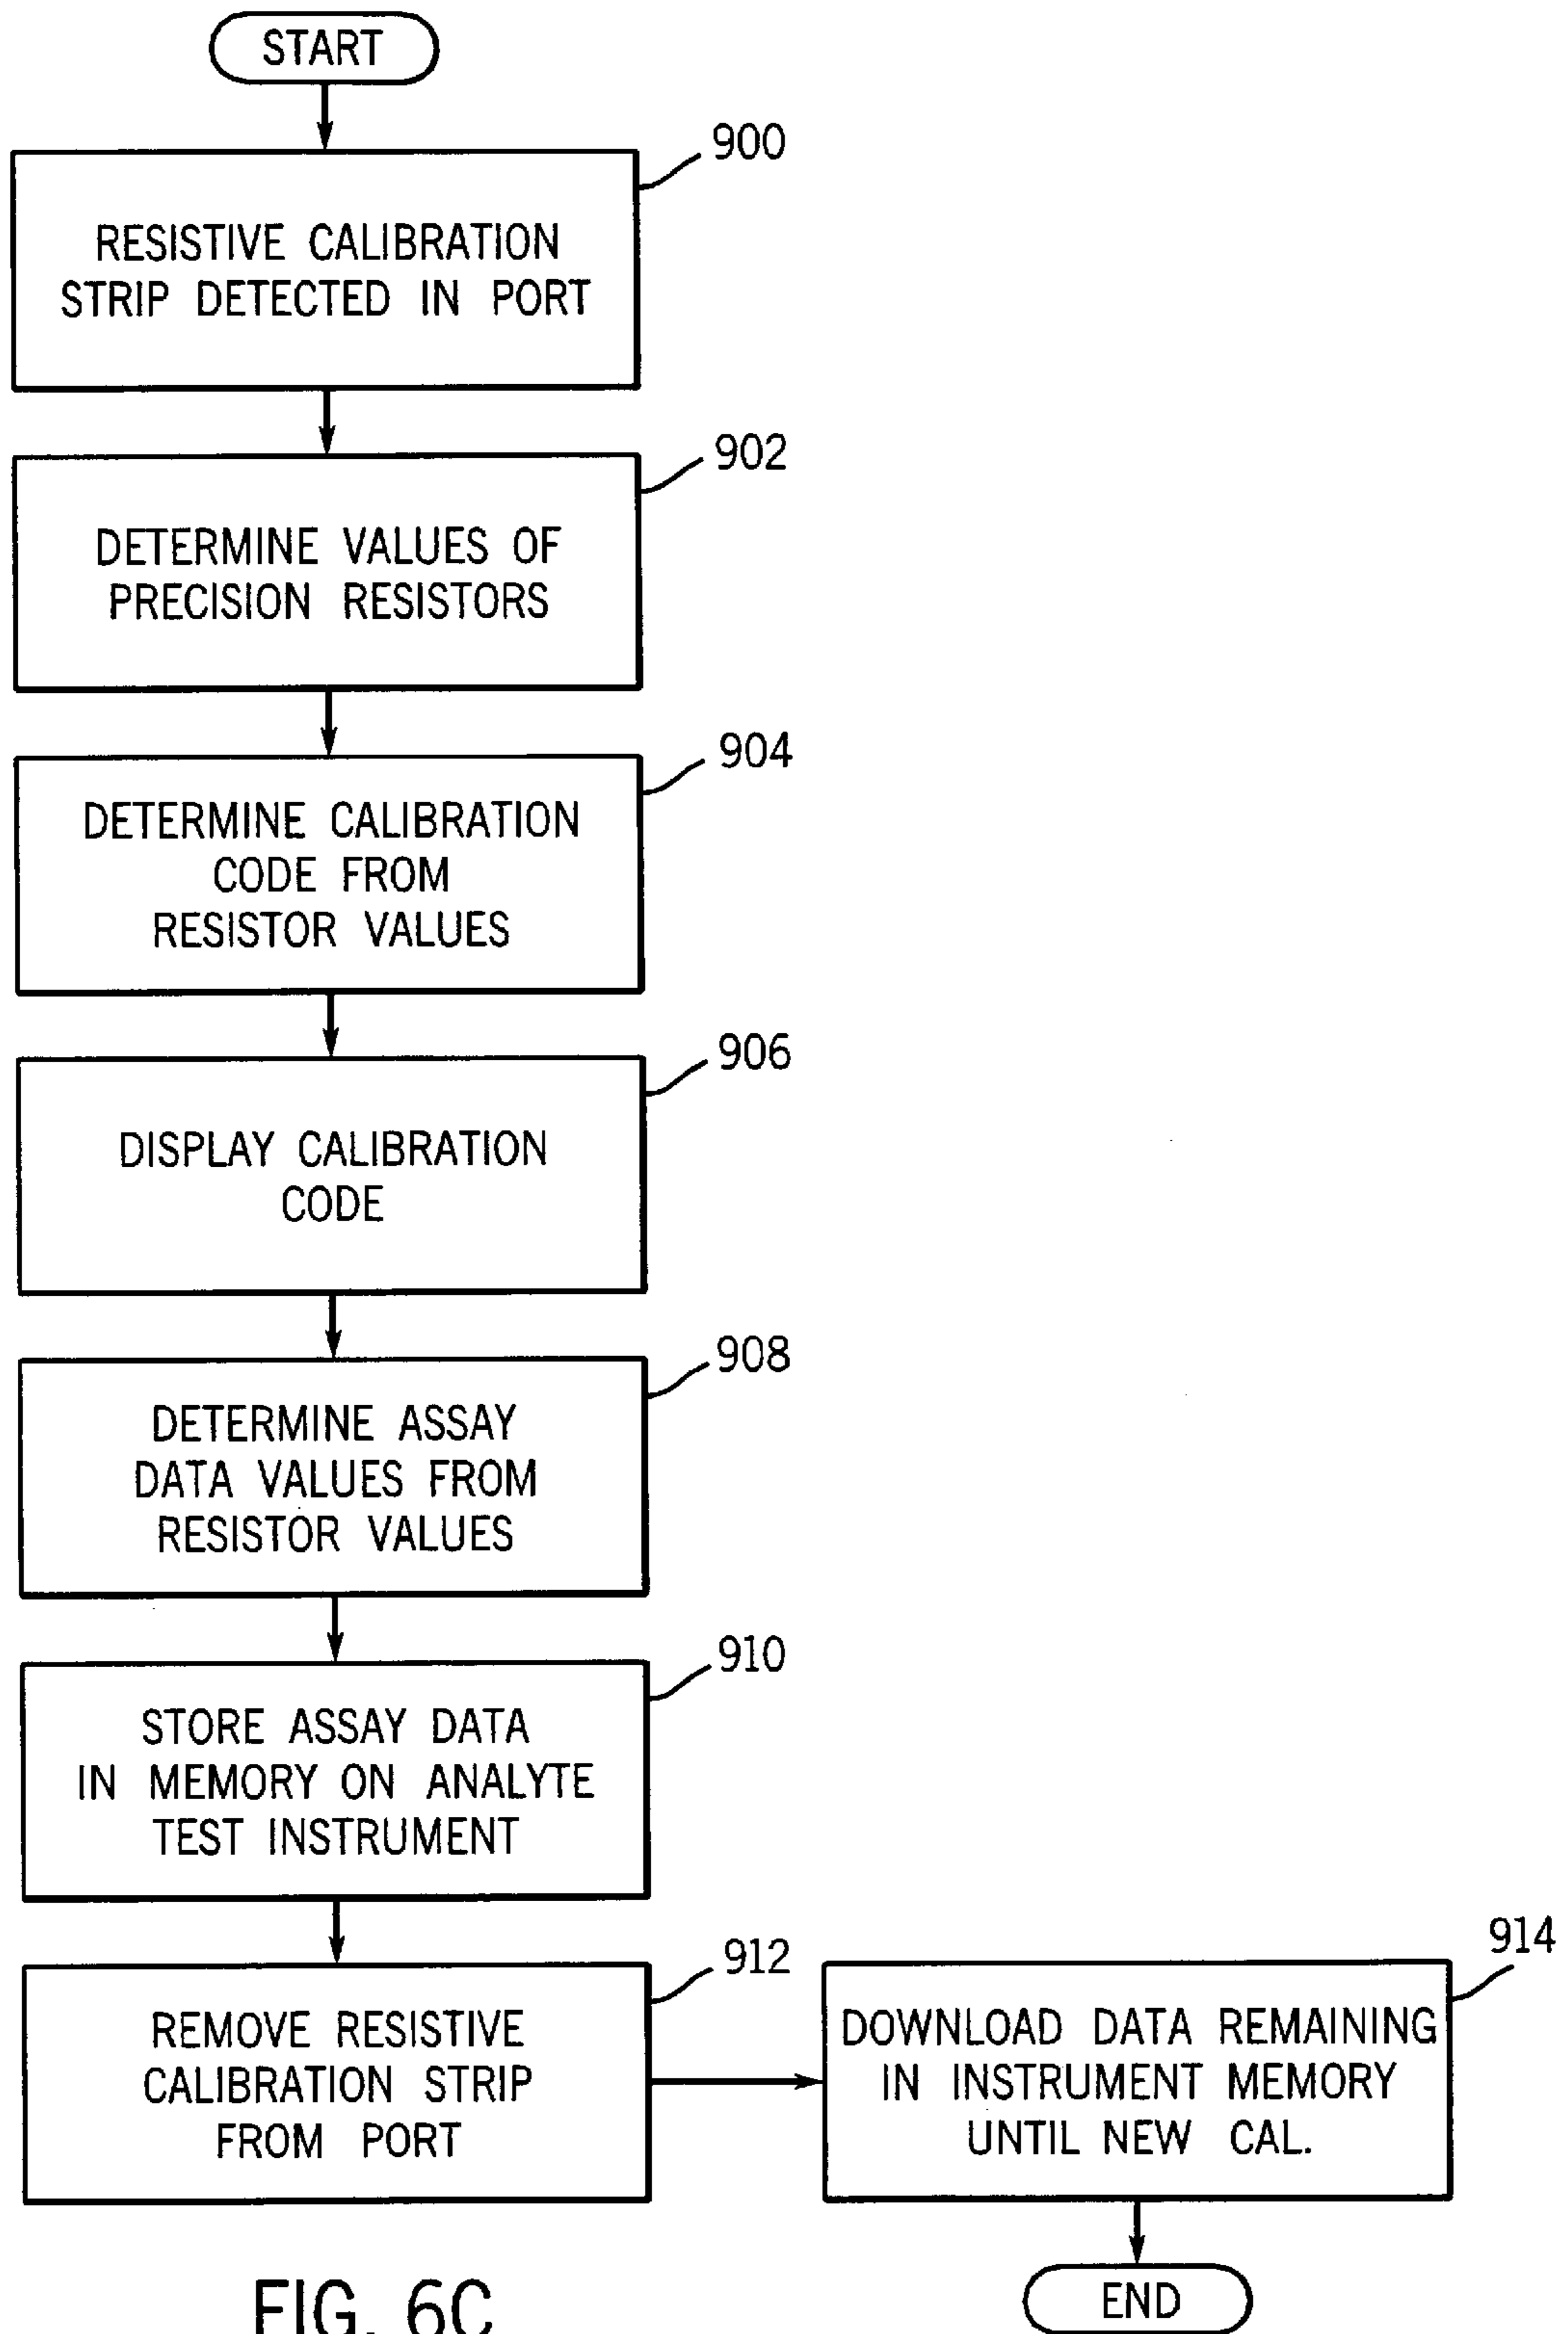 START
900
RESISTIVE CALIBRATION
STRIP DETECTED IN PORT
902
DETERMINE VALUES OF
PRECISION RESISTORS
904
DETERMINE CALIBRATION
CODE FROM
RESISTOR VALUES
906
DISPLAY CALIBRATION
CODE
908
DETERMINE ASSAY
DATA VALUES FROM
RESISTOR VALUES
910
STORE ASSAY DATA
IN MEMORY ON ANALYTE
TEST INSTRUMENT
912
REMOVE RESISTIVE
CALIBRATION STRIP
FROM PORT
914
DOWNLOAD DATA REMAINING
IN INSTRUMENT MEMORY
UNTIL NEW CAL.
END
FIG. 6C